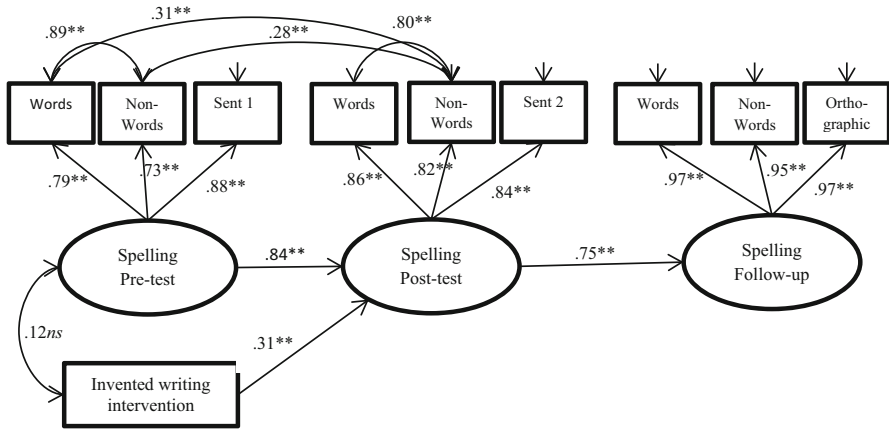 .31**
.89**
.28**
.80**
Words
Non-
Words
Sent 1
Words
Non-
Words
Sent 2
Words
Non-
Words
Ortho-
graphic
.79**
.73**
.88**
.86**
.82**
.84**
.97**
.95**
.97**
Spelling
Pre-test
.84**
Spelling
Post-test
.75**
Spelling
Follow-up
.12ns
.31**
Invented writing
intervention